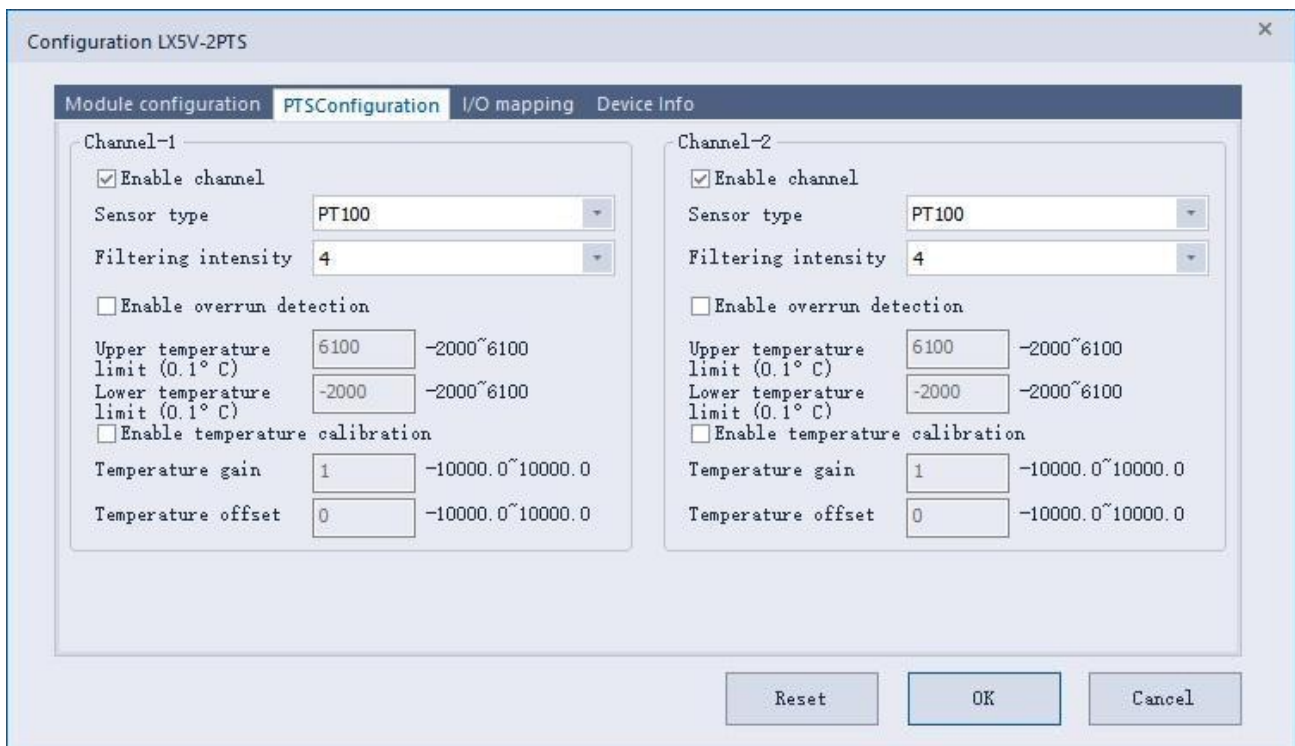 Configuration LX5V-2PTS
×
Module configuration PTSConfiguration I/O mapping Device Info
Channel-1
Enable channel
Sensor type PT100
Filtering intensity 4
Enable overrun detection
Upper temperature
limit (0.1° C) 6100 -2000~6100
Lower temperature
limit (0.1° C) -2000 -2000~6100
Enable temperature calibration
Temperature gain 1 -10000.0~10000.0
Temperature offset 0 -10000.0~10000.0
Channel-2
Enable channel
Sensor type PT100
Filtering intensity 4
Enable overrun detection
Upper temperature
limit (0.1° C) 6100 -2000~6100
Lower temperature
limit (0.1° C) -2000 -2000~6100
Enable temperature calibration
Temperature gain 1 -10000.0~10000.0
Temperature offset 0 -10000.0~10000.0
Reset OK Cancel